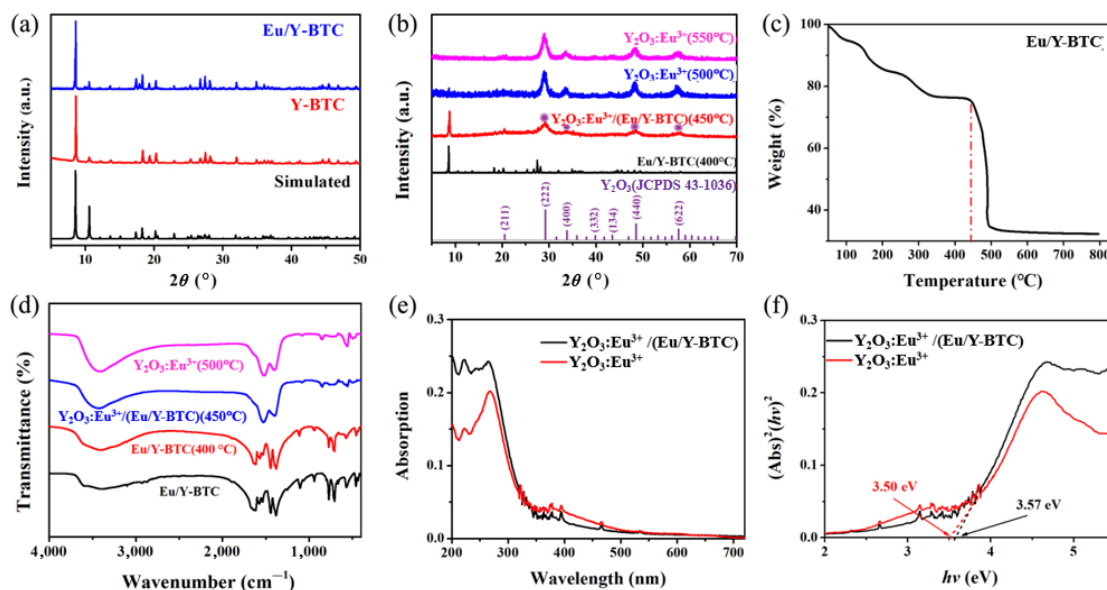 (a)
Eu/Y-BTC
Y-BTC
Simulated
Intensity (a.u.)
0 10 20 30 40 50
2θ (°)
(b)
Y₂O₃:Eu³⁺(550°C)
Y₂O₃:Eu³⁺(500°C)
Y₂O₃:Eu³⁺/(Eu/Y-BTC)(450°C)
Eu/Y-BTC(400°C)
Y₂O₃(JCPDS 43-1036)
(211) (222) (400) (332) (134) (440) (622)
Intensity (a.u.)
10 20 30 40 50 60 70
2θ (°)
(c)
Eu/Y-BTC
100
80
60
40
Weight (%)
100 200 300 400 500 600 700 800
Temperature (°C)
(d)
Y₂O₃:Eu³⁺(500°C)
Y₂O₃:Eu³⁺/(Eu/Y-BTC)(450°C)
Eu/Y-BTC(400 °C)
Eu/Y-BTC
Transmittance (%)
4,000 3,000 2,000 1,000
Wavenumber (cm⁻¹)
(e)
Y₂O₃:Eu³⁺ /(Eu/Y-BTC)
Y₂O₃:Eu³⁺
0.3
0.2
0.1
0.0
Absorption
200 300 400 500 600 700
Wavelength (nm)
(f)
Y₂O₃:Eu³⁺ /(Eu/Y-BTC)
Y₂O₃:Eu³⁺
0.3
0.2
0.1
0.0
3.50 eV
3.57 eV
(Abs)²(hv)²
2 3 4 5
hv (eV)